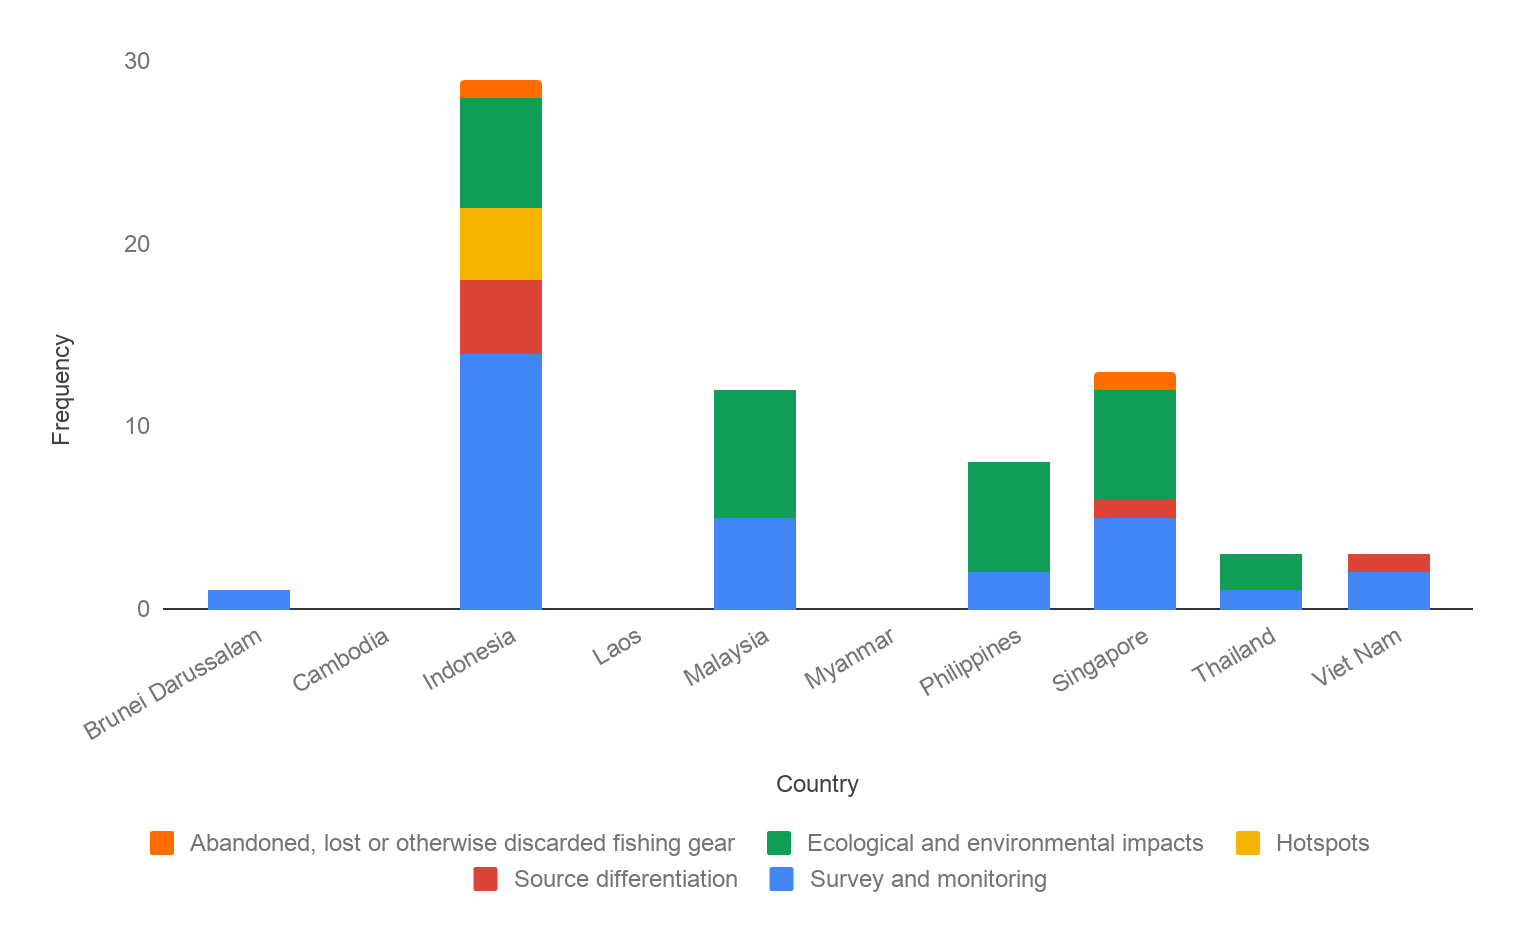 30
20
10
0
Frequency
Brunei Darussalam
Cambodia
Indonesia
Laos
Malaysia
Myanmar
Philippines
Singapore
Thailand
Viet Nam
Country
Abandoned, lost or otherwise discarded fishing gear Ecological and environmental impacts Hotspots
Source differentiation Survey and monitoring